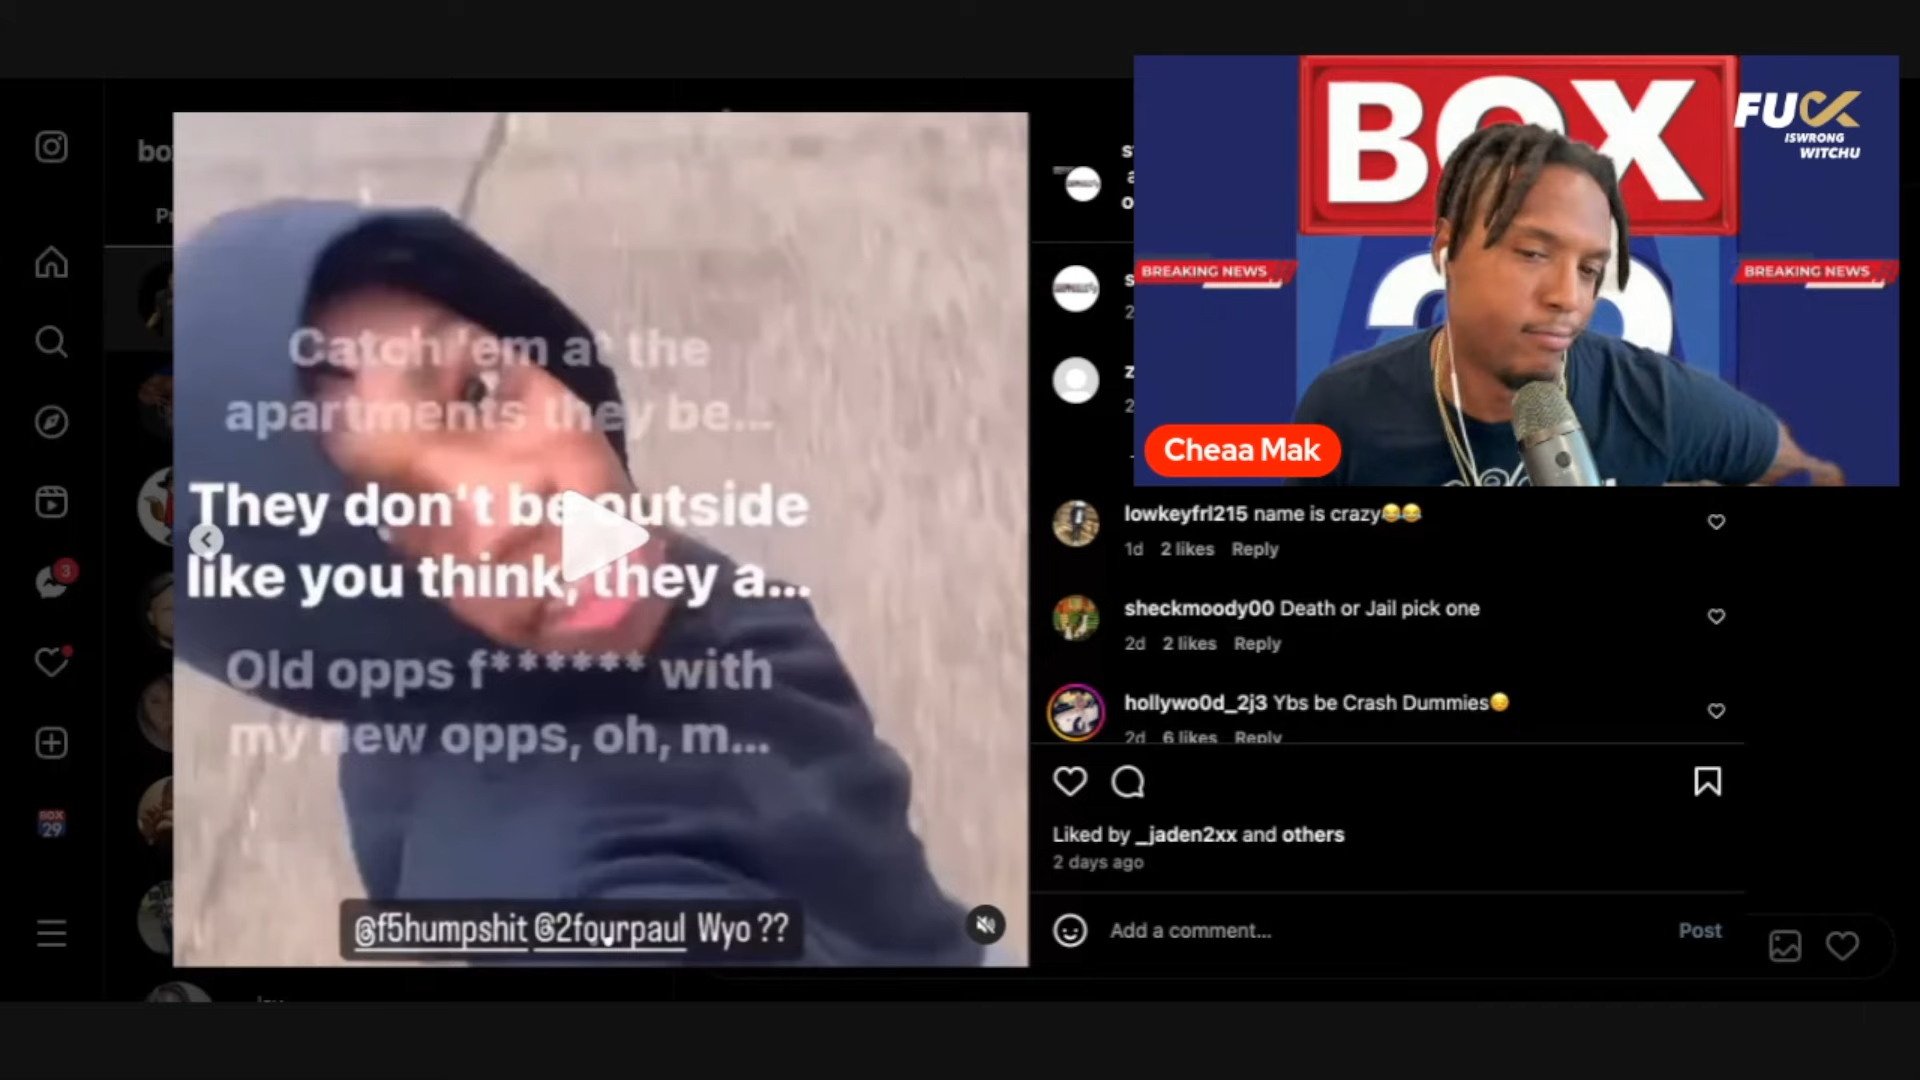 BOX
FUCK
ISWRONG
WITCHU
BREAKING NEWS
BREAKING NEWS
Cheaa Mak
Catch 'em at the
apartments they be...
They don't be outside
like you think, they a...
Old opps f****** with
my new opps, oh, m...
@f5humpshit @2fourpaul Wyo ??
lowkeyfrl215 name is crazy😂😂
1d 2 likes Reply
sheckmoody00 Death or Jail pick one
2d 2 likes Reply
hollywo0d_2j3 Ybs be Crash Dummies😏
2d 6 likes Reply
Liked by _jaden2xx and others
2 days ago
Add a comment...
Post
3
BOX
29